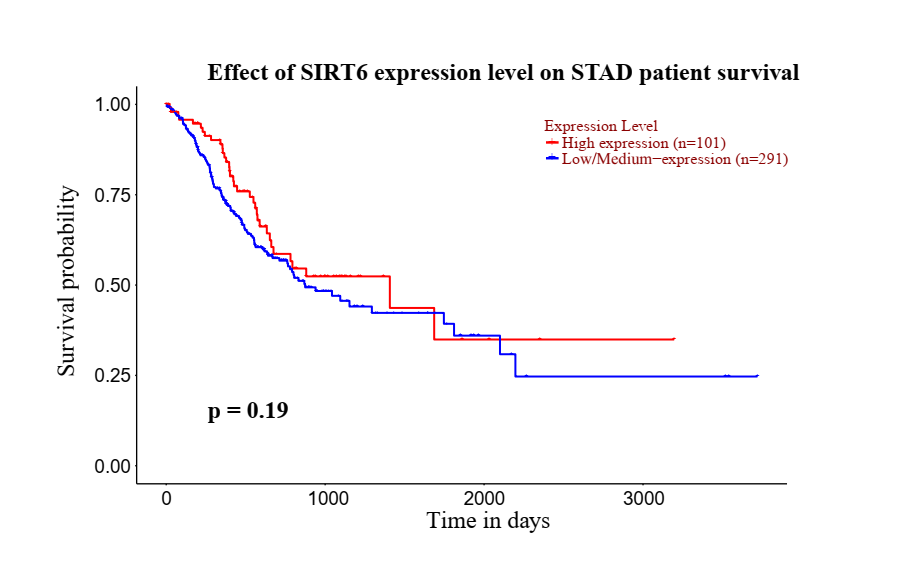 Effect of SIRT6 expression level on STAD patient survival
Expression Level
High expression (n=101)
Low/Medium−expression (n=291)
Survival probability
1.00
0.75
0.50
0.25
0.00
p = 0.19
0 1000 2000 3000
Time in days